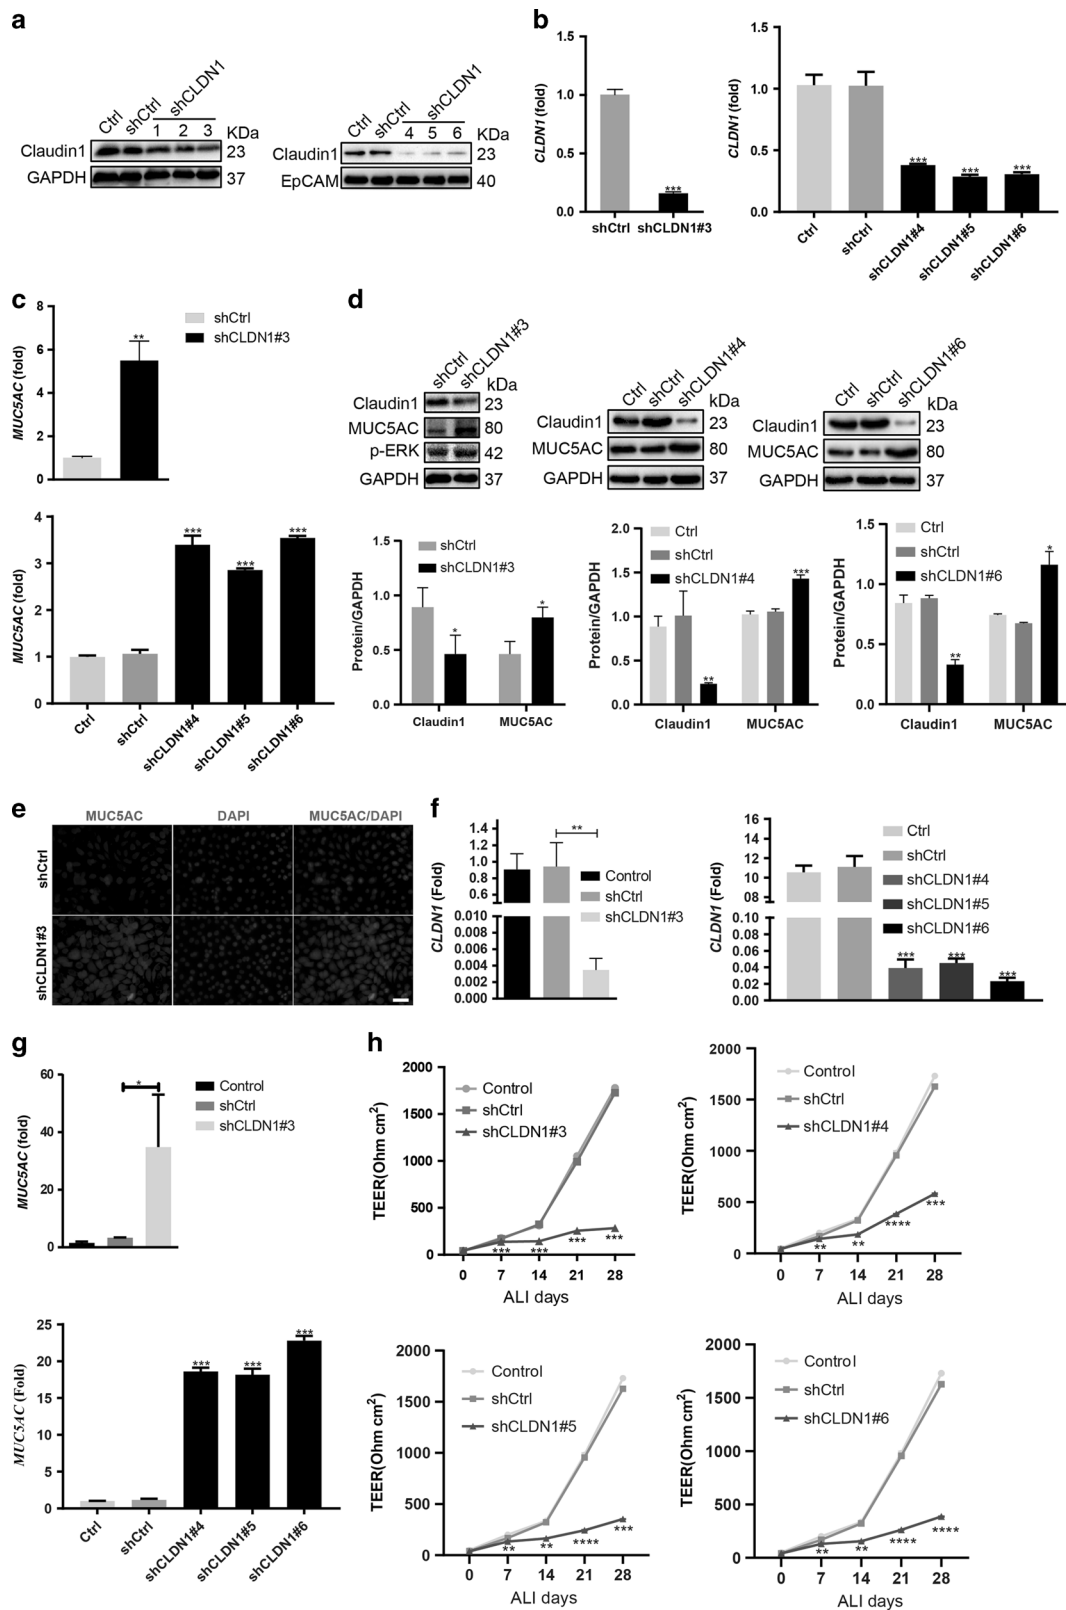 a
Ctrl
shCtrl
shCLDN1
1 2 3 KDa
Claudin1 23
GAPDH 37
Ctrl
shCtrl
shCLDN1
4 5 6 KDa
Claudin1 23
EpCAM 40
b
CLDN1 (fold)
1.5
1.0
0.5
0.0
***
shCtrl shCLDN1#3
CLDN1 (fold)
1.5
1.0
0.5
0.0
*** *** ***
Ctrl
shCtrl
shCLDN1#4
shCLDN1#5
shCLDN1#6
c
MUC5AC (fold)
8
6
4
2
0
**
shCtrl
shCLDN1#3
MUC5AC (fold)
4
3
2
1
0
*** *** ***
Ctrl
shCtrl
shCLDN1#4
shCLDN1#5
shCLDN1#6
d
shCtrl
shCLDN1#3
kDa
Claudin1 23
MUC5AC 80
p-ERK 42
GAPDH 37
Ctrl
shCtrl
shCLDN1#4
kDa
Claudin1 23
MUC5AC 80
GAPDH 37
Ctrl
shCtrl
shCLDN1#6
kDa
Claudin1 23
MUC5AC 80
GAPDH 37
Protein/GAPDH
1.5
1.0
0.5
0.0
shCtrl
shCLDN1#3
* *
Claudin1 MUC5AC
Protein/GAPDH
2.0
1.5
1.0
0.5
0.0
Ctrl
shCtrl
shCLDN1#4
** ***
Claudin1 MUC5AC
Protein/GAPDH
1.5
1.0
0.5
0.0
Ctrl
shCtrl
shCLDN1#6
** *
Claudin1 MUC5AC
e
MUC5AC DAPI MUC5AC/DAPI
shCtrl
shCLDN1#3
f
CLDN1 (Fold)
1.4
1.2
1.0
0.8
0.6
0.010
0.008
0.006
0.004
0.002
0.000
**
Control
shCtrl
shCLDN1#3
CLDN1 (Fold)
16
14
12
10
08
0.10
0.08
0.06
0.04
0.02
0.00
*** *** ***
Ctrl
shCtrl
shCLDN1#4
shCLDN1#5
shCLDN1#6
g
MUC5AC (fold)
60
40
20
0
*
Control
shCtrl
shCLDN1#3
MUC5AC (Fold)
25
20
15
10
5
0
*** *** ***
Ctrl
shCtrl
shCLDN1#4
shCLDN1#5
shCLDN1#6
h
TEER(Ohm cm²)
2000
1500
1000
500
0
Control
shCtrl
shCLDN1#3
*** *** *** ***
0 7 14 21 28
ALI days
TEER(Ohm cm²)
2000
1500
1000
500
0
Control
shCtrl
shCLDN1#4
** ** **** ***
0 7 14 21 28
ALI days
TEER(Ohm cm²)
2000
1500
1000
500
0
Control
shCtrl
shCLDN1#5
** ** **** ***
0 7 14 21 28
ALI days
TEER(Ohm cm²)
2000
1500
1000
500
0
Control
shCtrl
shCLDN1#6
** ** **** ****
0 7 14 21 28
ALI days